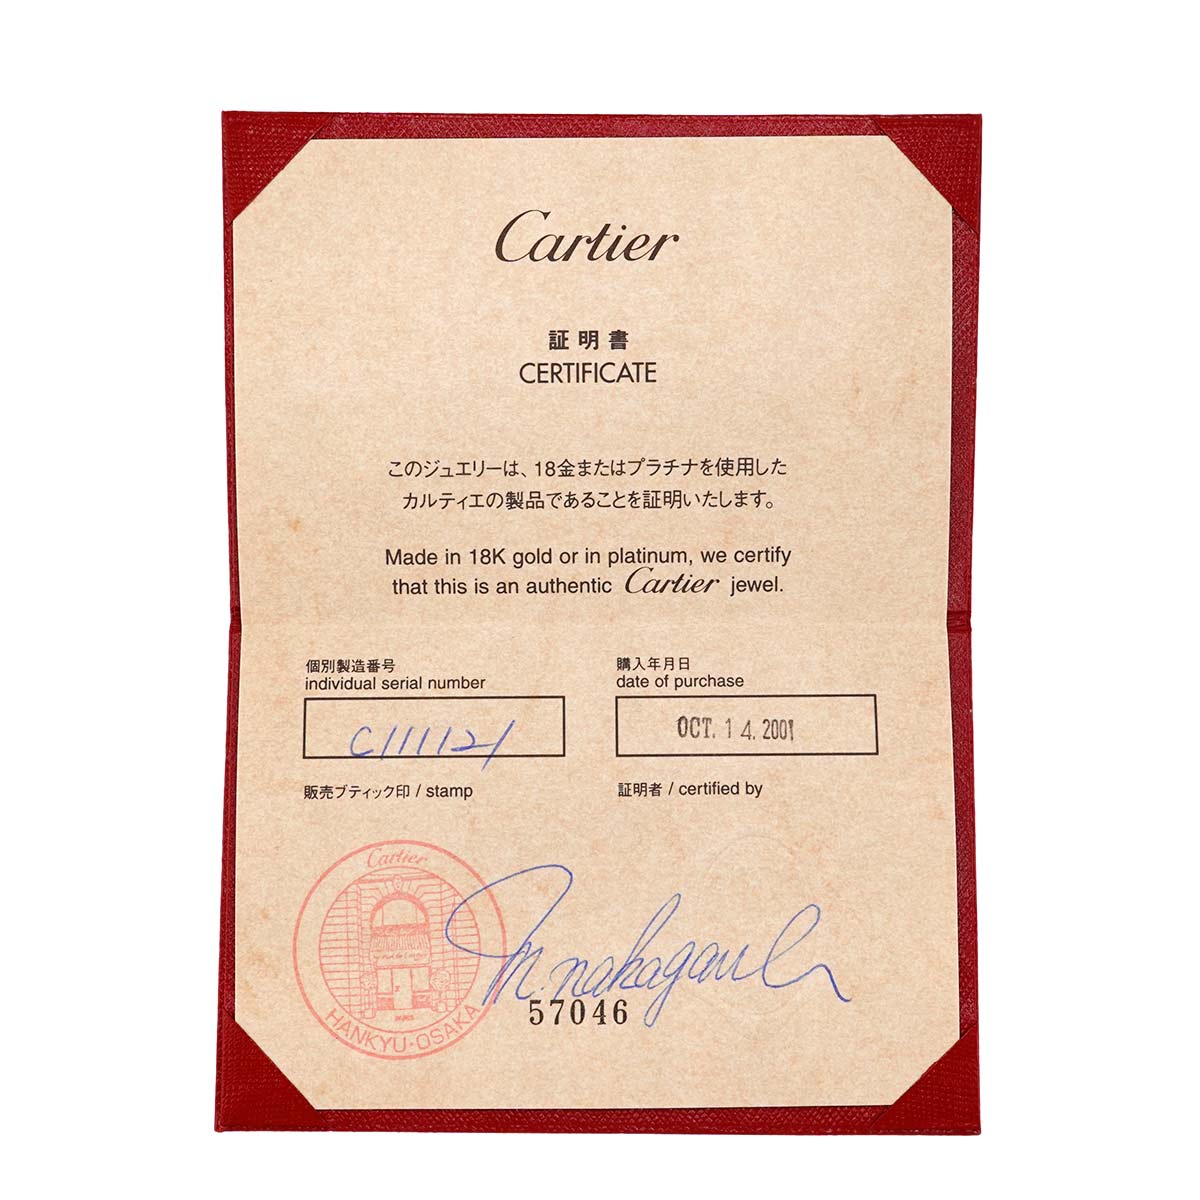 Cartier
証明書
CERTIFICATE
このジュエリーは、18金またはプラチナを使用した
カルティエの製品であることを証明いたします。
Made in 18K gold or in platinum, we certify
that this is an authentic Cartier jewel.
個別製造番号
individual serial number
C111121
購入年月日
date of purchase
OCT. 14. 2001
販売ブティック印 / stamp
証明者 / certified by
Cartier
HANKYU·OSAKA
M. nakagawa
57046